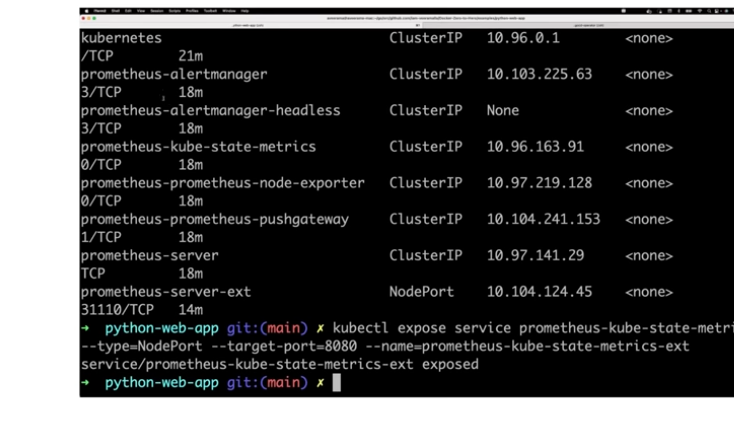 kubernetes ClusterIP 10.96.0.1 <none>
/TCP 21m
prometheus-alertmanager ClusterIP 10.103.225.63 <none>
3/TCP 18m
prometheus-alertmanager-headless ClusterIP None <none>
3/TCP 18m
prometheus-kube-state-metrics ClusterIP 10.96.163.91 <none>
0/TCP 18m
prometheus-prometheus-node-exporter ClusterIP 10.97.219.128 <none>
0/TCP 18m
prometheus-prometheus-pushgateway ClusterIP 10.104.241.153 <none>
1/TCP 18m
prometheus-server ClusterIP 10.97.141.29 <none>
TCP 18m
prometheus-server-ext NodePort 10.104.124.45 <none>
31110/TCP 14m
→ python-web-app git:(main) ✗ kubectl expose service prometheus-kube-state-metri
--type=NodePort --target-port=8080 --name=prometheus-kube-state-metrics-ext
service/prometheus-kube-state-metrics-ext exposed
→ python-web-app git:(main) ✗